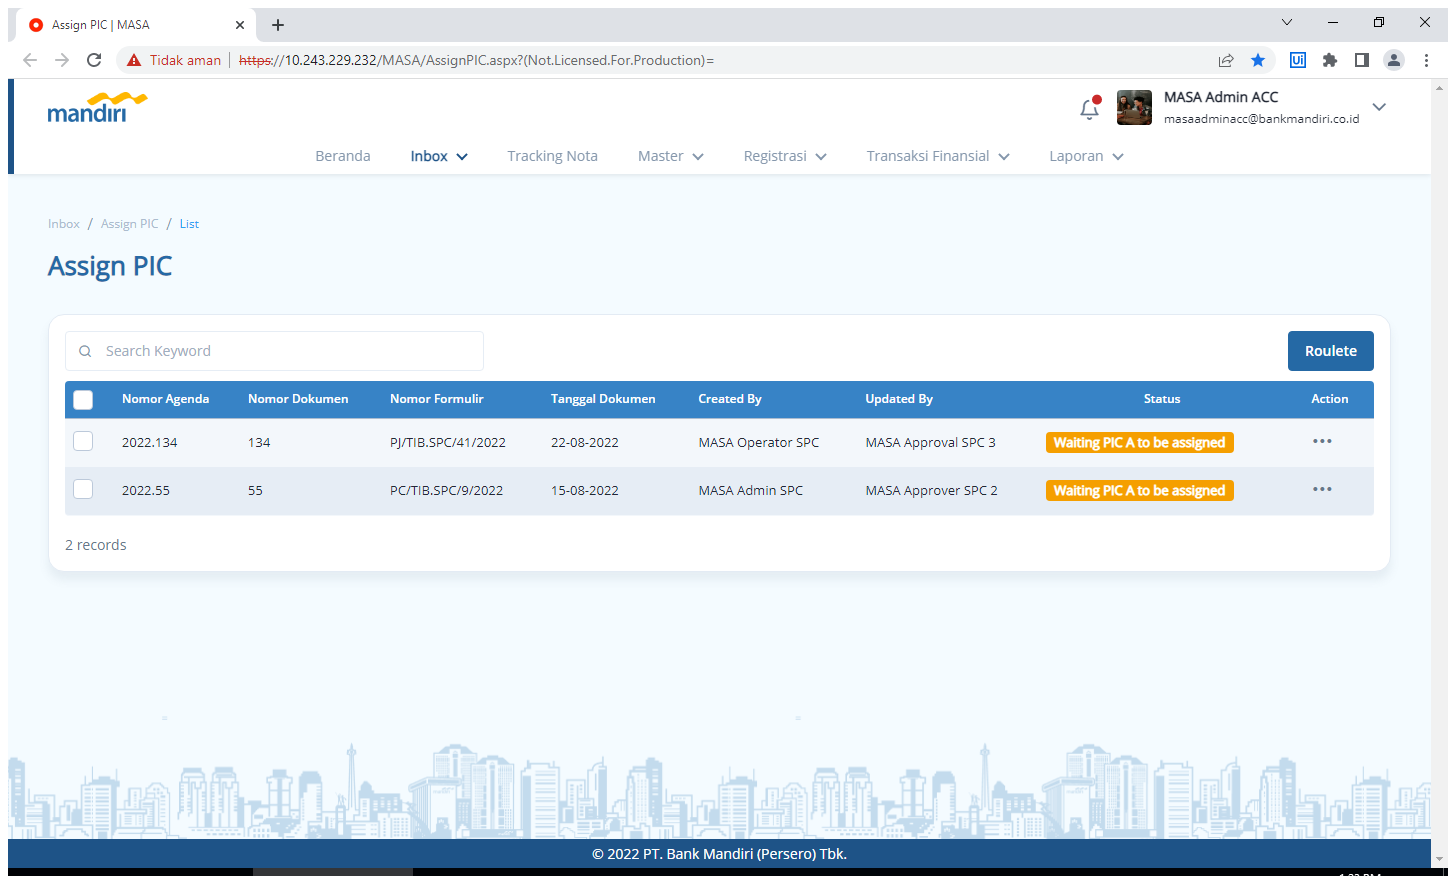 Assign PIC | MASA
Tidak aman https://10.243.229.232/MASA/AssignPIC.aspx?(Not.Licensed.For.Production)=
Ui
mandiri
MASA Admin ACC
masaadminacc@bankmandiri.co.id
Beranda Inbox Tracking Nota Master Registrasi Transaksi Finansial Laporan
Inbox / Assign PIC / List
Assign PIC
Search Keyword Roulete
Nomor Agenda Nomor Dokumen Nomor Formulir Tanggal Dokumen Created By Updated By Status Action
2022.134 134 PJ/TIB.SPC/41/2022 22-08-2022 MASA Operator SPC MASA Approval SPC 3 Waiting PIC A to be assigned
2022.55 55 PC/TIB.SPC/9/2022 15-08-2022 MASA Admin SPC MASA Approver SPC 2 Waiting PIC A to be assigned
2 records
© 2022 PT. Bank Mandiri (Persero) Tbk.